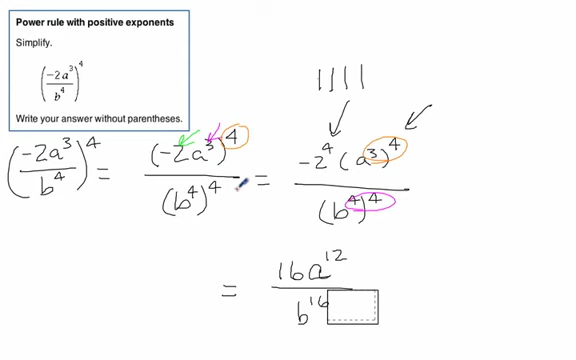 Power rule with positive exponents
Simplify.
(-2a³/b⁴)⁴
Write your answer without parentheses.
||||
(-2a³/b⁴)⁴ = (-2a³)⁴/(b⁴)⁴ = -2⁴(a³)⁴/(b⁴)⁴
= 16a¹²/b¹⁶